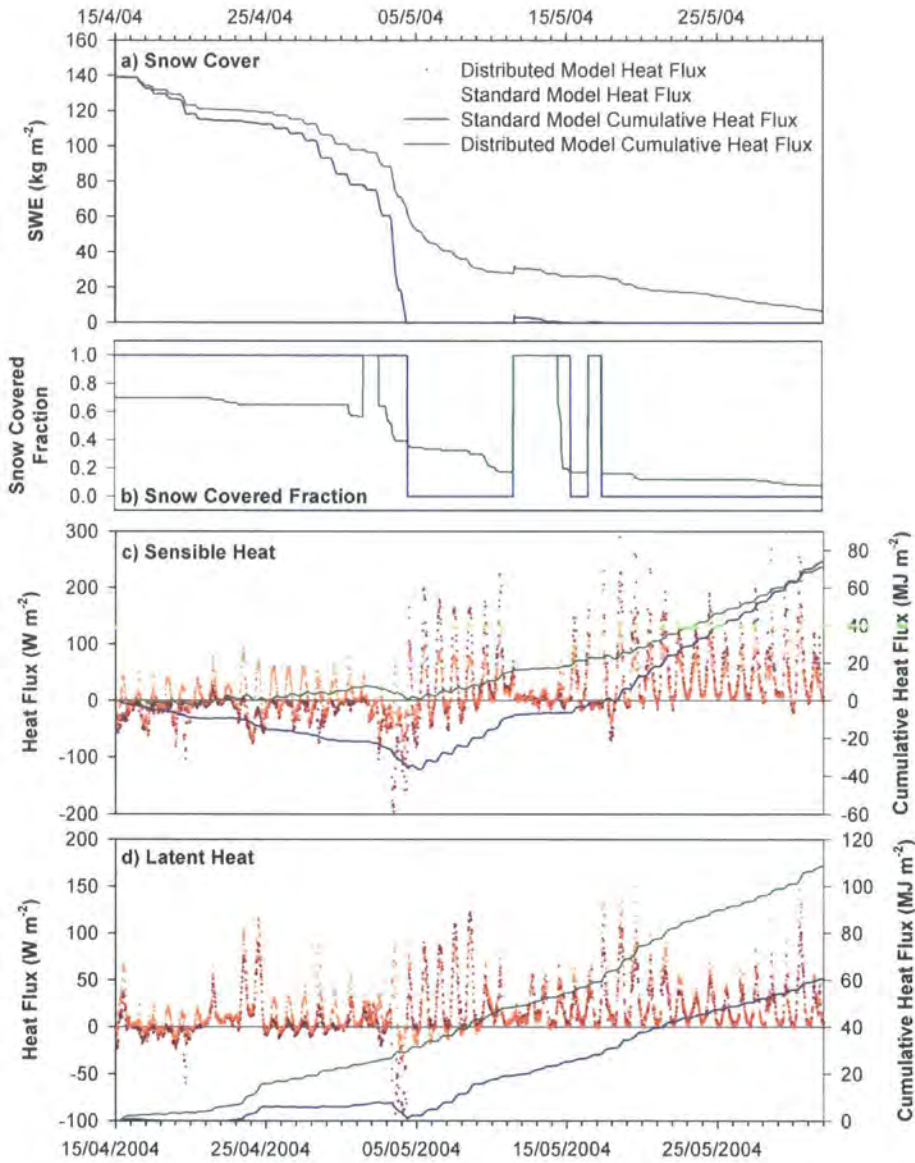 15/4/04 25/4/04 05/5/04 15/5/04 25/5/04
160
140
120
100
80
60
40
20
0
SWE (kg m⁻²)
a) Snow Cover
Distributed Model Heat Flux
Standard Model Heat Flux
Standard Model Cumulative Heat Flux
Distributed Model Cumulative Heat Flux
1.0
0.8
0.6
0.4
0.2
0.0
Snow Covered
Fraction
b) Snow Covered Fraction
300
200
100
0
-100
-200
Heat Flux (W m⁻²)
c) Sensible Heat
80
60
40
20
0
-20
-40
-60
Cumulative Heat Flux (MJ m⁻²)
200
150
100
50
0
-50
-100
Heat Flux (W m⁻²)
d) Latent Heat
120
100
80
60
40
20
0
Cumulative Heat Flux (MJ m⁻²)
15/04/2004 25/04/2004 05/05/2004 15/05/2004 25/05/2004